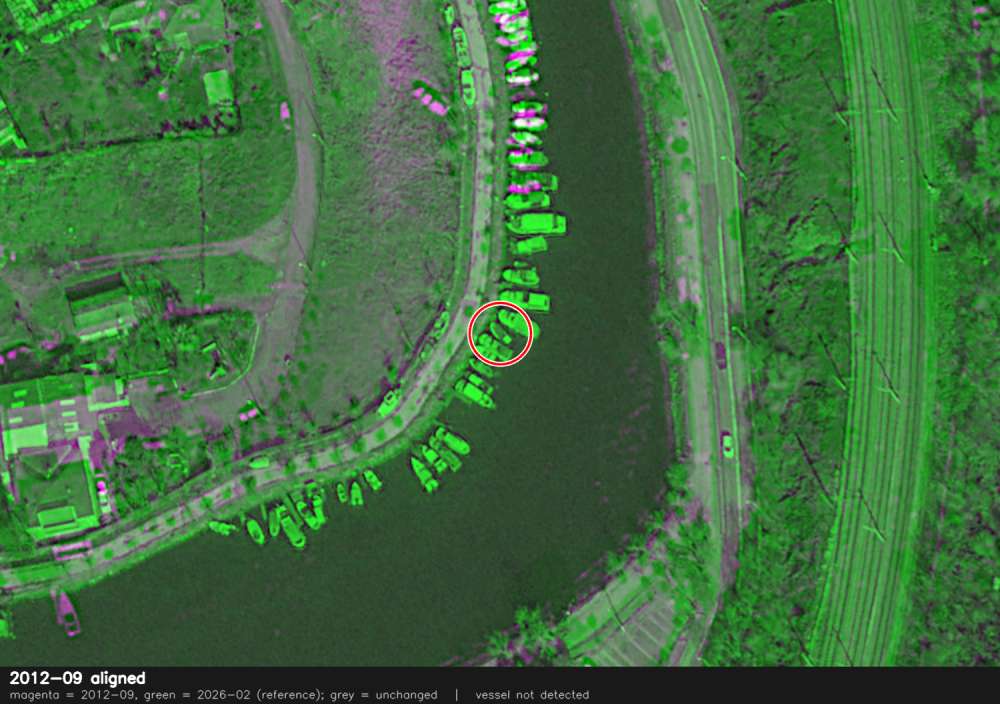 2012-09 aligned
magenta = 2012-09, green = 2026-02 (reference); grey = unchanged | vessel not detected